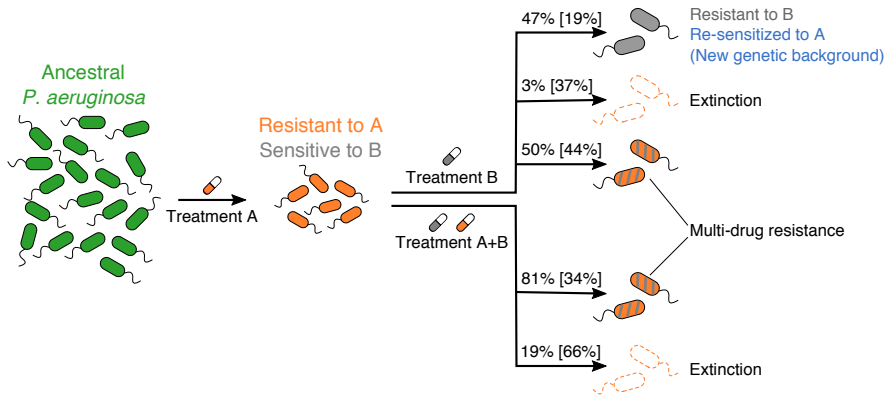 Ancestral
P. aeruginosa
Treatment A
Resistant to A
Sensitive to B
Treatment B
Treatment A+B
47% [19%]
Resistant to B
Re-sensitized to A
(New genetic background)
3% [37%]
Extinction
50% [44%]
Multi-drug resistance
81% [34%]
19% [66%]
Extinction